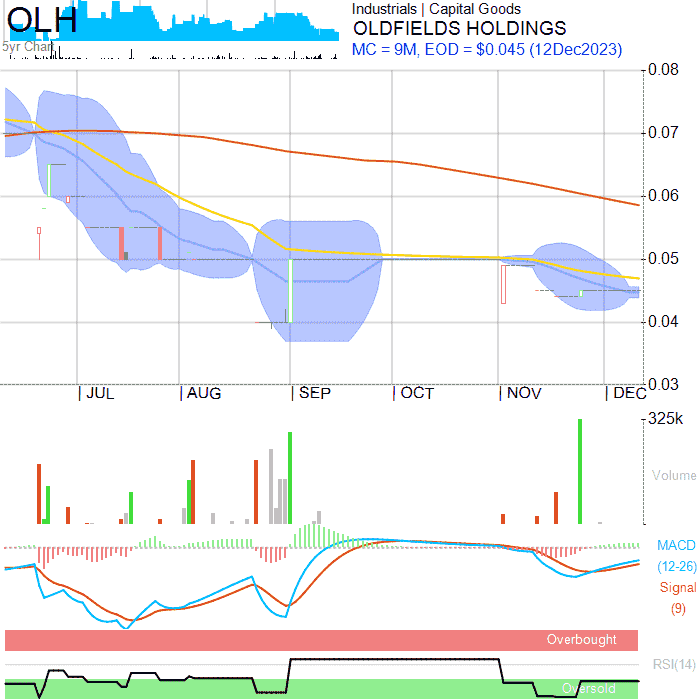 OLH
Industrials | Capital Goods
OLDFIELDS HOLDINGS
MC = 9M, EOD = $0.045 (12Dec2023)
5yr Chart
0.08
0.07
0.06
0.05
0.04
0.03
JUL AUG SEP OCT NOV DEC
325k
Volume
MACD
(12-26)
Signal
(9)
Overbought
RSI(14)
Oversold